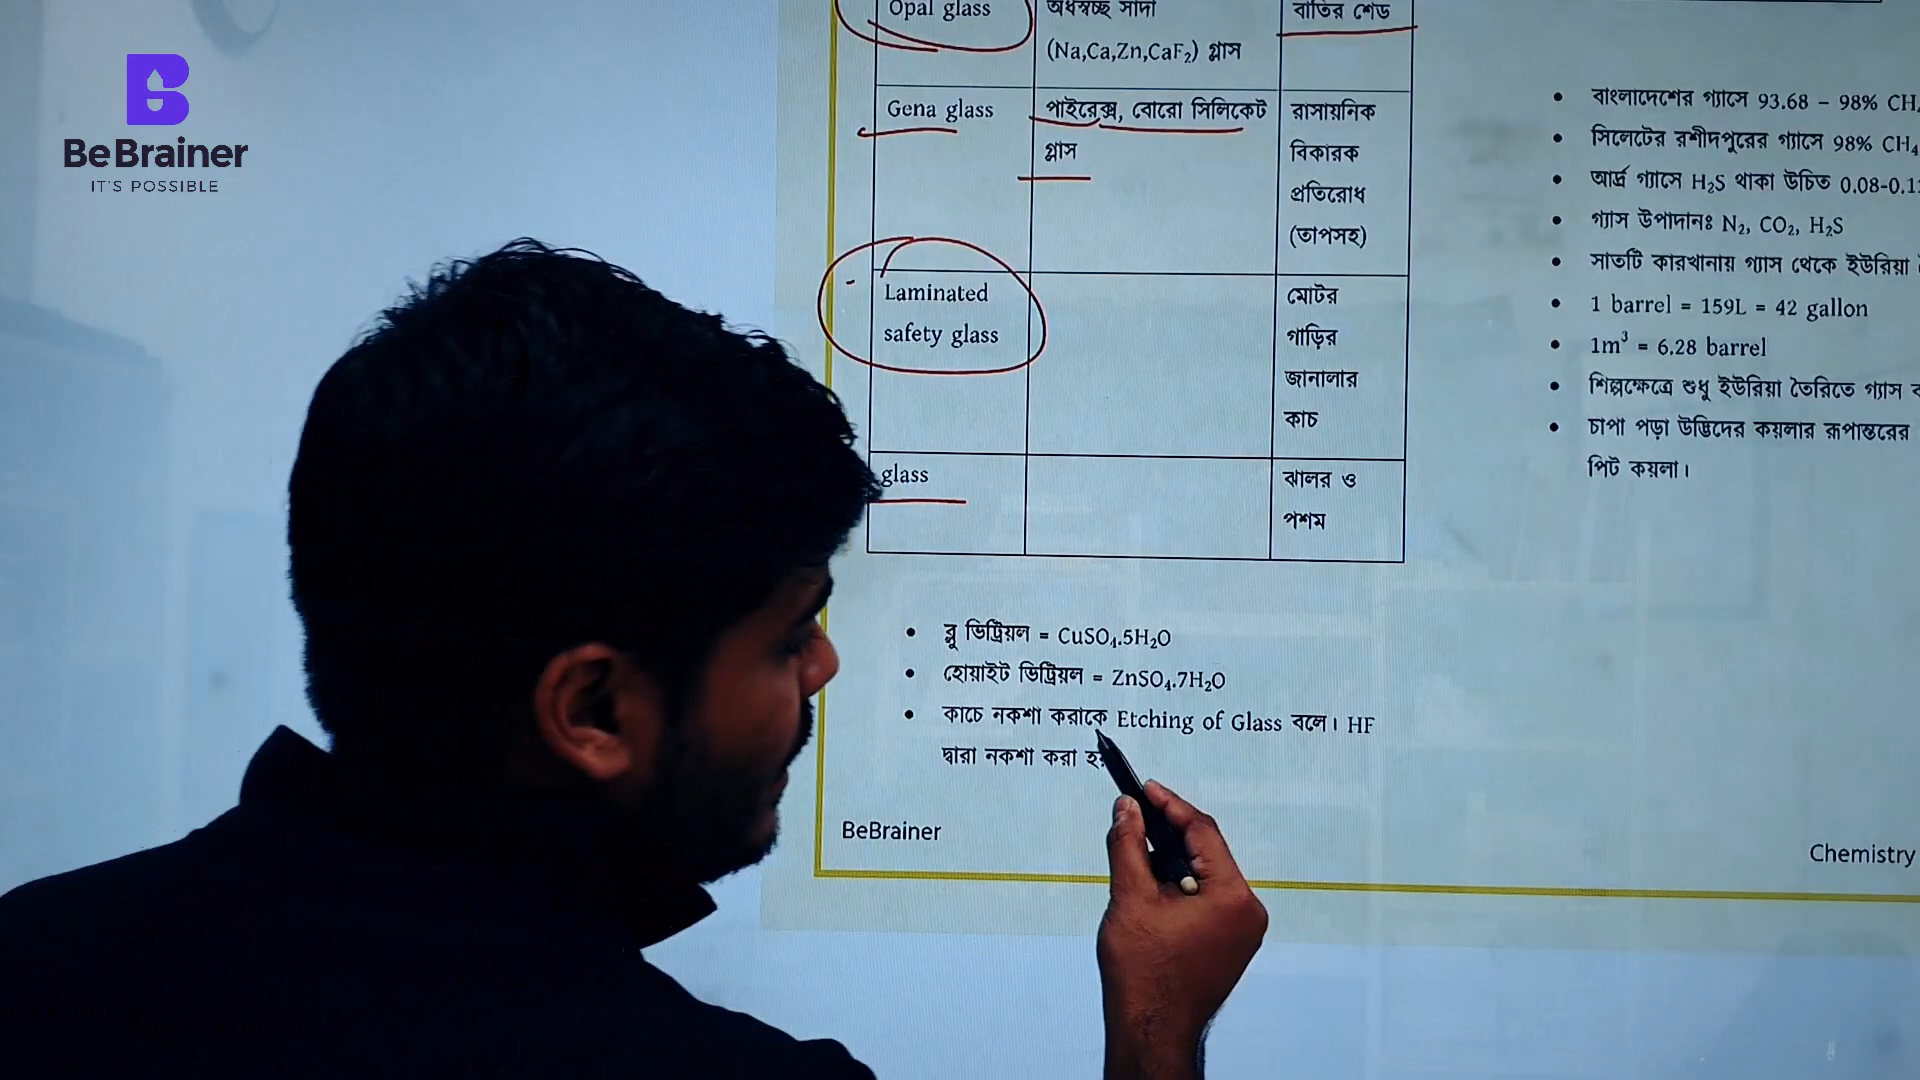 BeBrainer
IT'S POSSIBLE
Opal glass
অর্ধস্বচ্ছ সাদা
(Na,Ca,Zn,CaF₂) গ্লাস
বাতির শেড
Gena glass
পাইরেক্স, বোরো সিলিকেট
গ্লাস
রাসায়নিক
বিকারক
প্রতিরোধ
(তাপসহ)
Laminated
safety glass
মোটর
গাড়ির
জানালার
কাচ
glass
ঝালর ও
পশম
• ব্লু ভিট্রিয়ল = CuSO₄.5H₂O
• হোয়াইট ভিট্রিয়ল = ZnSO₄.7H₂O
• কাচে নকশা করাকে Etching of Glass বলে। HF
দ্বারা নকশা করা
BeBrainer
• বাংলাদেশের গ্যাসে 93.68 – 98% CH
• সিলেটের রশীদপুরের গ্যাসে 98% CH₄
• আর্দ্র গ্যাসে H₂S থাকা উচিত 0.08-0.1
• গ্যাস উপাদানঃ N₂, CO₂, H₂S
• সাতটি কারখানায় গ্যাস থেকে ইউরিয়া
• 1 barrel = 159L = 42 gallon
• 1m³ = 6.28 barrel
• শিল্পক্ষেত্রে শুধু ইউরিয়া তৈরিতে গ্যাস
• চাপা পড়া উদ্ভিদের কয়লার রূপান্তরের
পিট কয়লা।
Chemistry